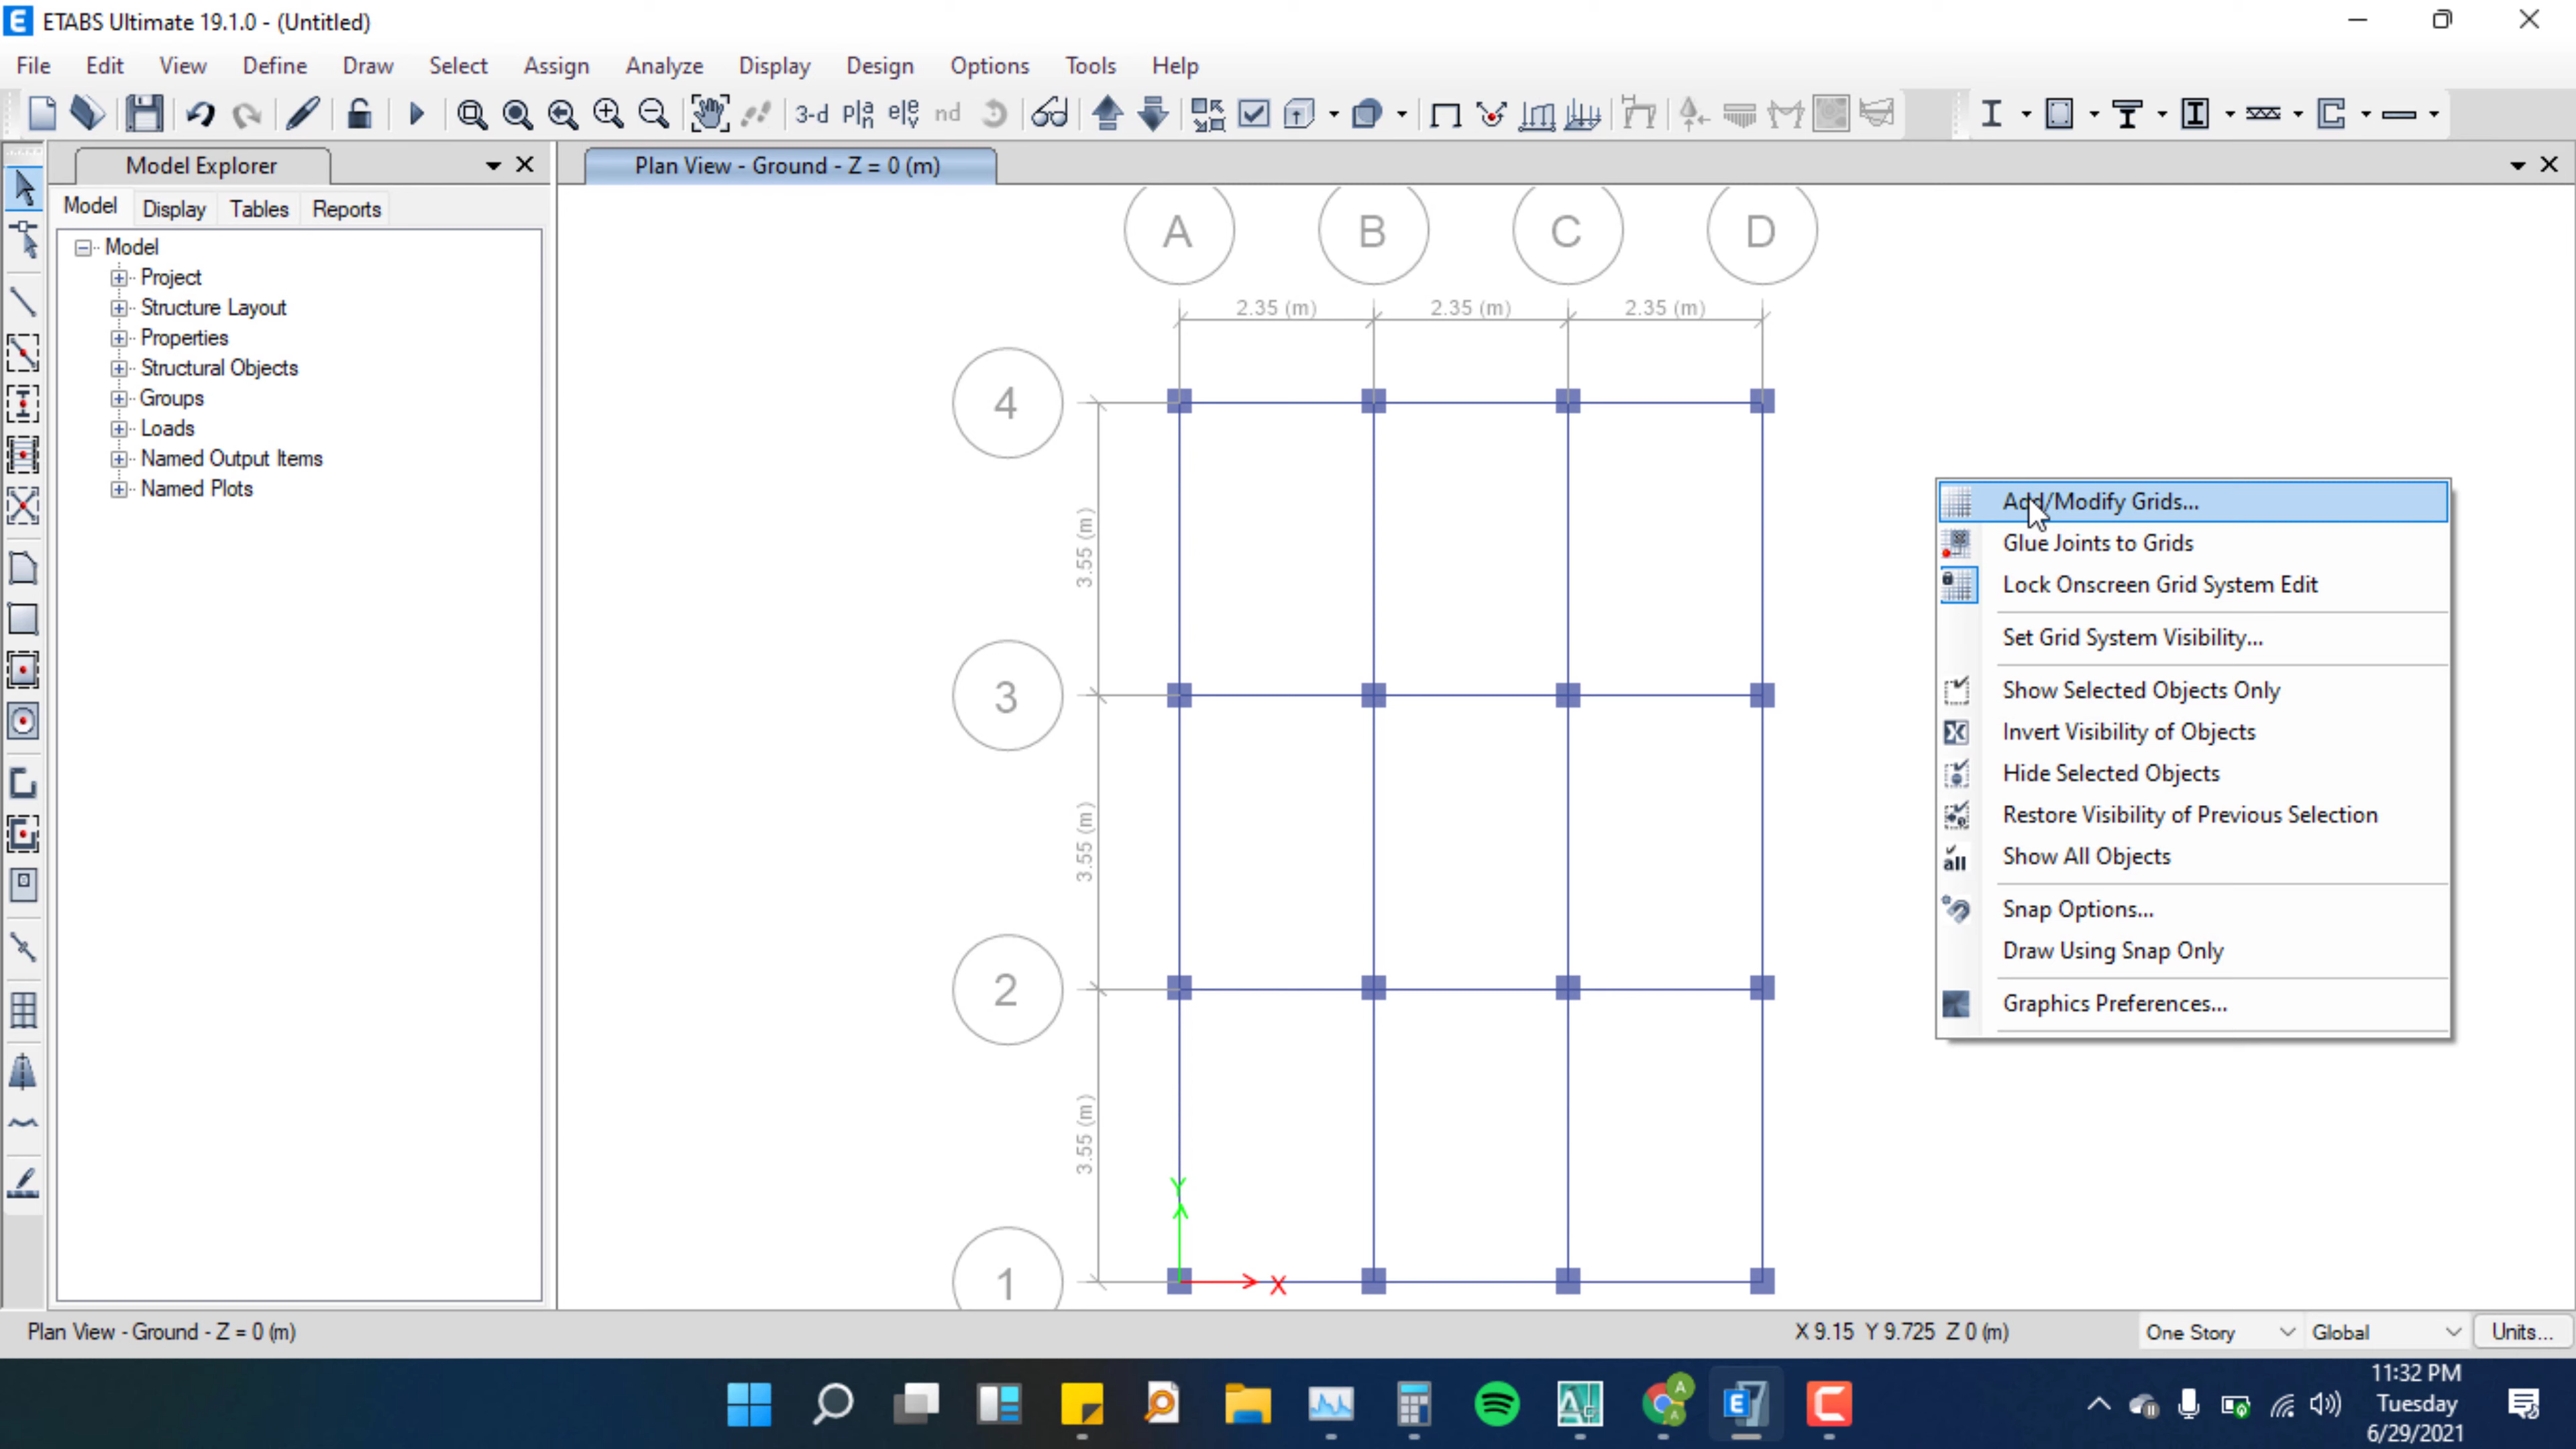 ETABS Ultimate 19.1.0 - (Untitled)
File Edit View Define Draw Select Assign Analyze Display Design Options Tools Help
3-d pla n ele v nd
Model Explorer
Plan View - Ground - Z = 0 (m)
Model Display Tables Reports
Model
Project
Structure Layout
Properties
Structural Objects
Groups
Loads
Named Output Items
Named Plots
A B C D
2.35 (m) 2.35 (m) 2.35 (m)
4
3.55 (m)
3
3.55 (m)
2
3.55 (m)
1
Y
X
Add/Modify Grids...
Glue Joints to Grids
Lock Onscreen Grid System Edit
Set Grid System Visibility...
Show Selected Objects Only
Invert Visibility of Objects
Hide Selected Objects
Restore Visibility of Previous Selection
all Show All Objects
Snap Options...
Draw Using Snap Only
Graphics Preferences...
Plan View - Ground - Z = 0 (m)
X 9.15 Y 9.725 Z 0 (m)
One Story Global Units...
11:32 PM
Tuesday
6/29/2021